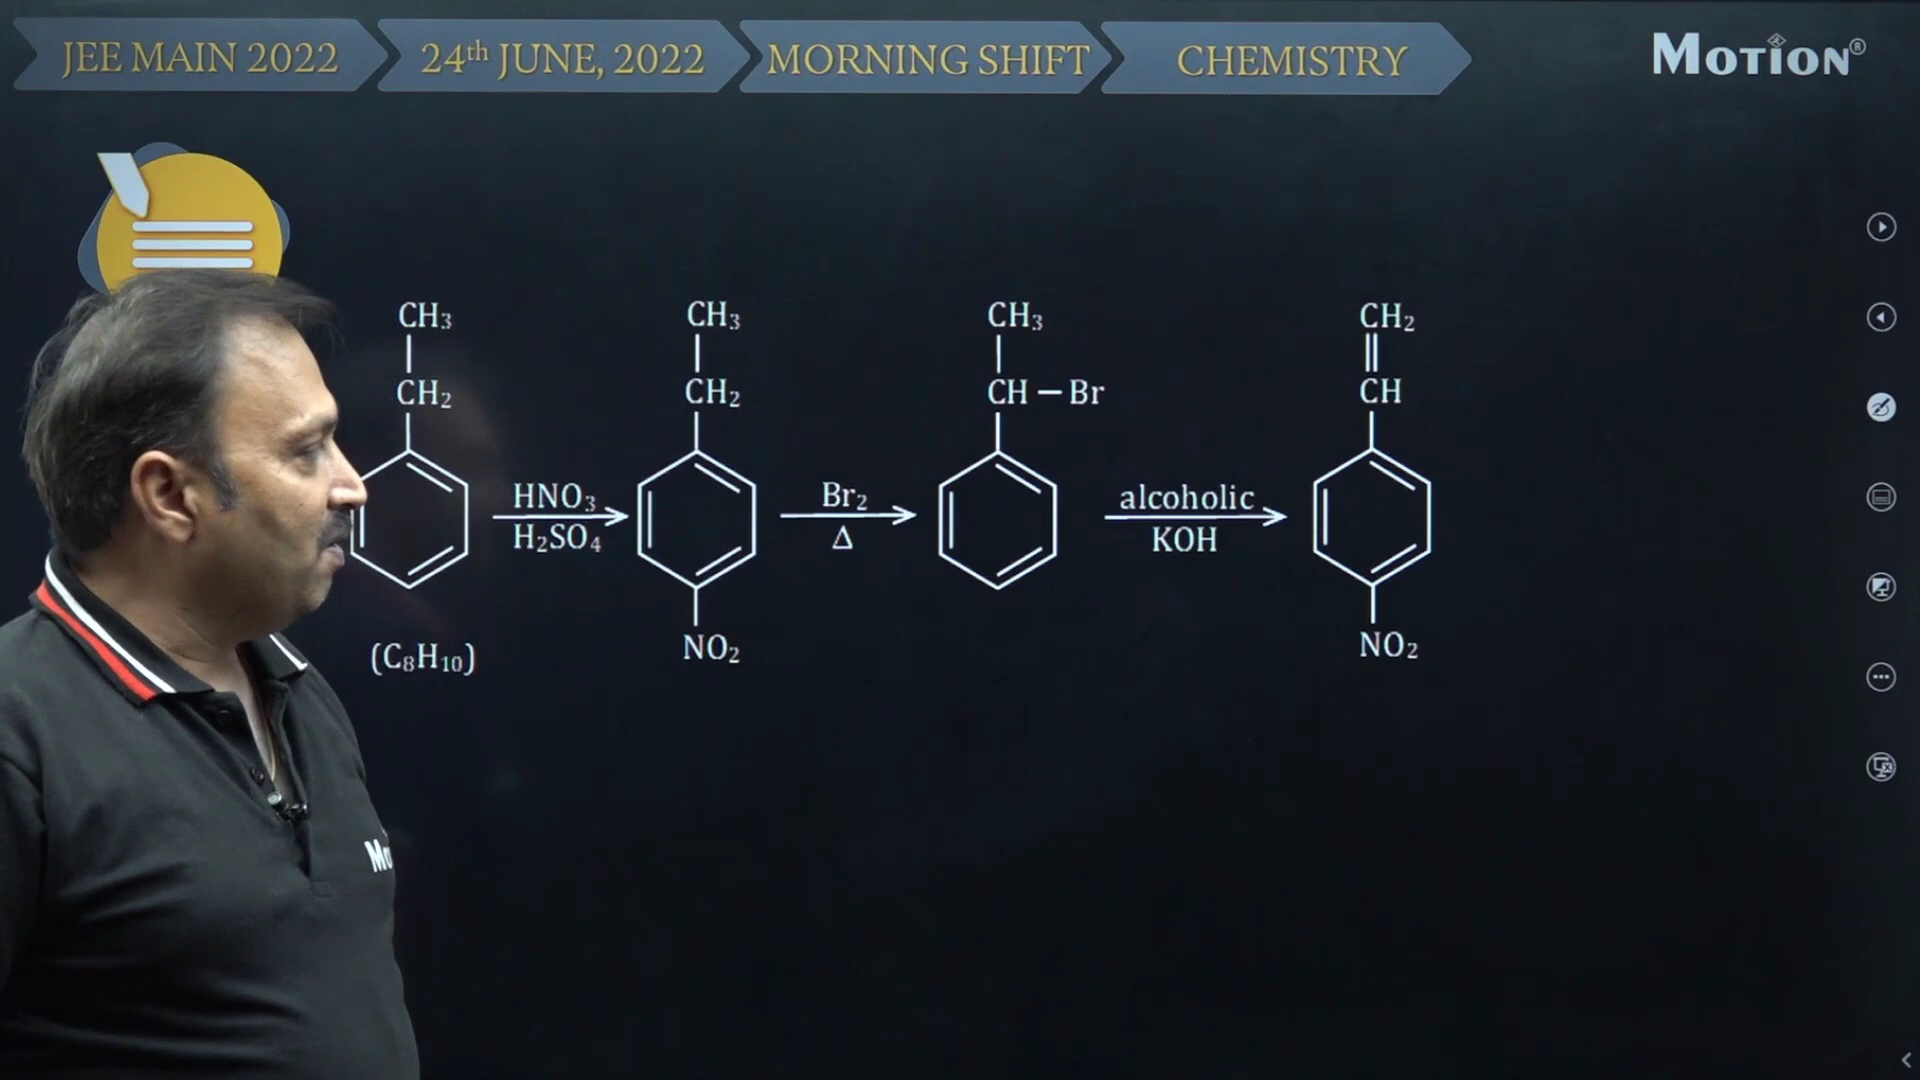 JEE MAIN 2022
24th JUNE, 2022
MORNING SHIFT
CHEMISTRY
MOTION®
CH3
CH2
(C8H10)
HNO3
H2SO4
CH3
CH2
NO2
Br2
Δ
CH3
CH — Br
alcoholic
KOH
CH2
CH
NO2